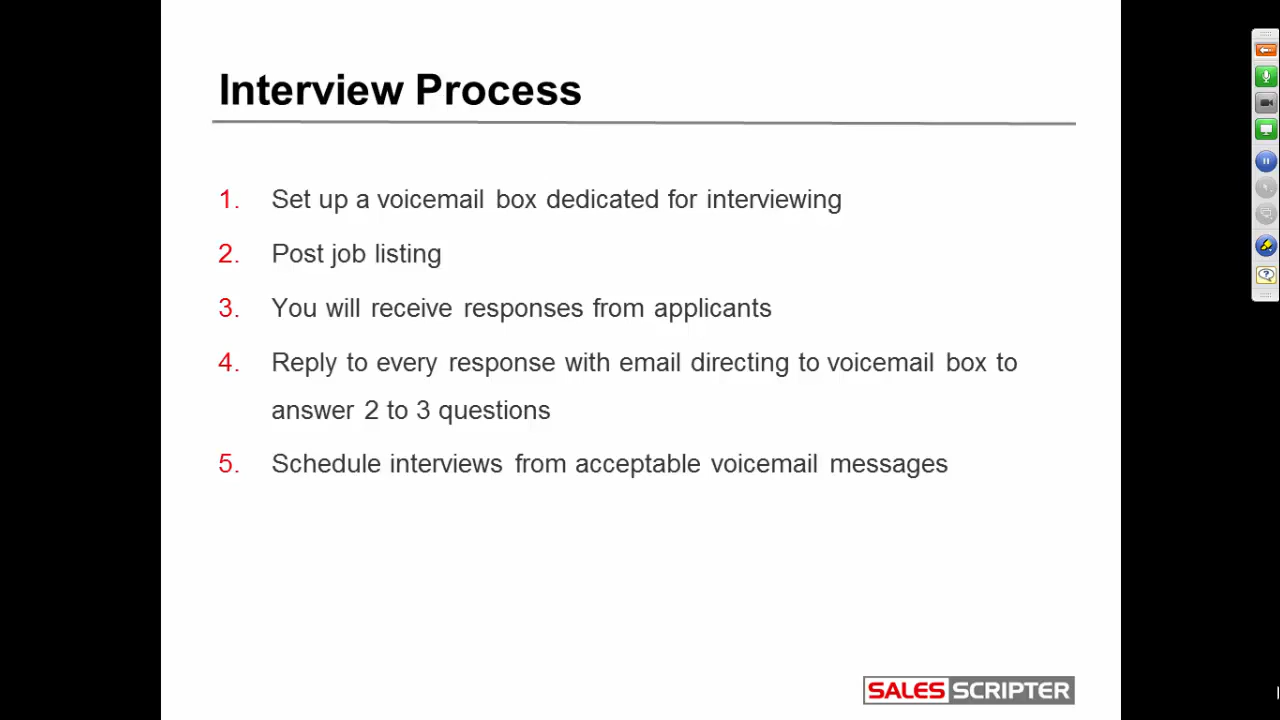 Interview Process
1. Set up a voicemail box dedicated for interviewing
2. Post job listing
3. You will receive responses from applicants
4. Reply to every response with email directing to voicemail box to
answer 2 to 3 questions
5. Schedule interviews from acceptable voicemail messages
SALES SCRIPTER